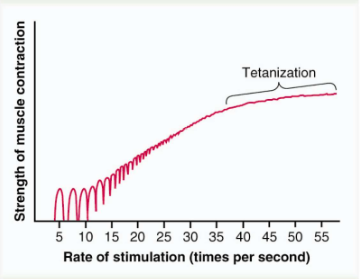 Tetanization
Strength of muscle contraction
5 10 15 20 25 30 35 40 45 50 55
Rate of stimulation (times per second)